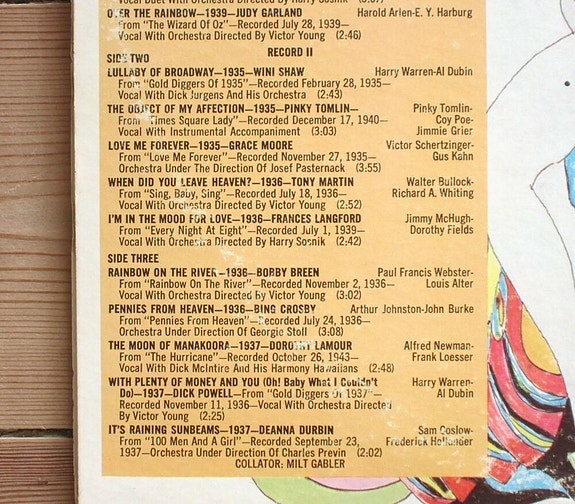 OVER THE RAINBOW—1939—JUDY GARLAND Harold Arlen-E. Y. Harburg
From "The Wizard Of Oz"—Recorded July 28, 1939—
Vocal With Orchestra Directed By Victor Young (2:46)
RECORD II
SIDE TWO
LULLABY OF BROADWAY—1935—WINI SHAW Harry Warren-Al Dubin
From "Gold Diggers Of 1935"—Recorded February 28, 1935—
Vocal With Dick Jurgens And His Orchestra (2:43)
THE OBJECT OF MY AFFECTION—1935—PINKY TOMLIN— Pinky Tomlin-
From "Times Square Lady"—Recorded December 17, 1940— Coy Poe-
Vocal With Instrumental Accompaniment (3:03) Jimmie Grier
LOVE ME FOREVER—1935—GRACE MOORE Victor Schertzinger-
From "Love Me Forever"—Recorded November 27, 1935— Gus Kahn
Orchestra Under The Direction Of Josef Pasternack (3:55)
WHEN DID YOU LEAVE HEAVEN?—1936—TONY MARTIN Walter Bullock-
From "Sing, Baby, Sing"—Recorded July 18, 1936— Richard A. Whiting
Vocal With Orchestra Directed By Victor Young (2:52)
I'M IN THE MOOD FOR LOVE—1936—FRANCES LANGFORD Jimmy McHugh-
From "Every Night At Eight"—Recorded July 1, 1939— Dorothy Fields
Vocal With Orchestra Directed By Harry Sosnik (2:42)
SIDE THREE
RAINBOW ON THE RIVER—1936—BOBBY BREEN Paul Francis Webster-
From "Rainbow On The River"—Recorded November 2, 1936— Louis Alter
Vocal With Orchestra Directed By Victor Young (3:02)
PENNIES FROM HEAVEN—1936—BING CROSBY Arthur Johnston-John Burke
From "Pennies From Heaven"—Recorded July 24, 1936—
Orchestra Under Direction Of Georgie Stoll (3:08)
THE MOON OF MANAKOORA—1937—DOROTHY LAMOUR Alfred Newman-
From "The Hurricane"—Recorded October 26, 1943— Frank Loesser
Vocal With Dick McIntire And His Harmony Hawaiians (2:48)
WITH PLENTY OF MONEY AND YOU (Oh! Baby What I Couldn't Harry Warren-
Do)—1937—DICK POWELL—From "Gold Diggers Of 1937"— Al Dubin
Recorded November 11, 1936—Vocal With Orchestra Directed
By Victor Young (2:25)
IT'S RAINING SUNBEAMS—1937—DEANNA DURBIN Sam Coslow-
From "100 Men And A Girl"—Recorded September 23, Frederick Hollander
1937—Orchestra Under Direction Of Charles Previn (2:02)
COLLATOR: MILT GABLER